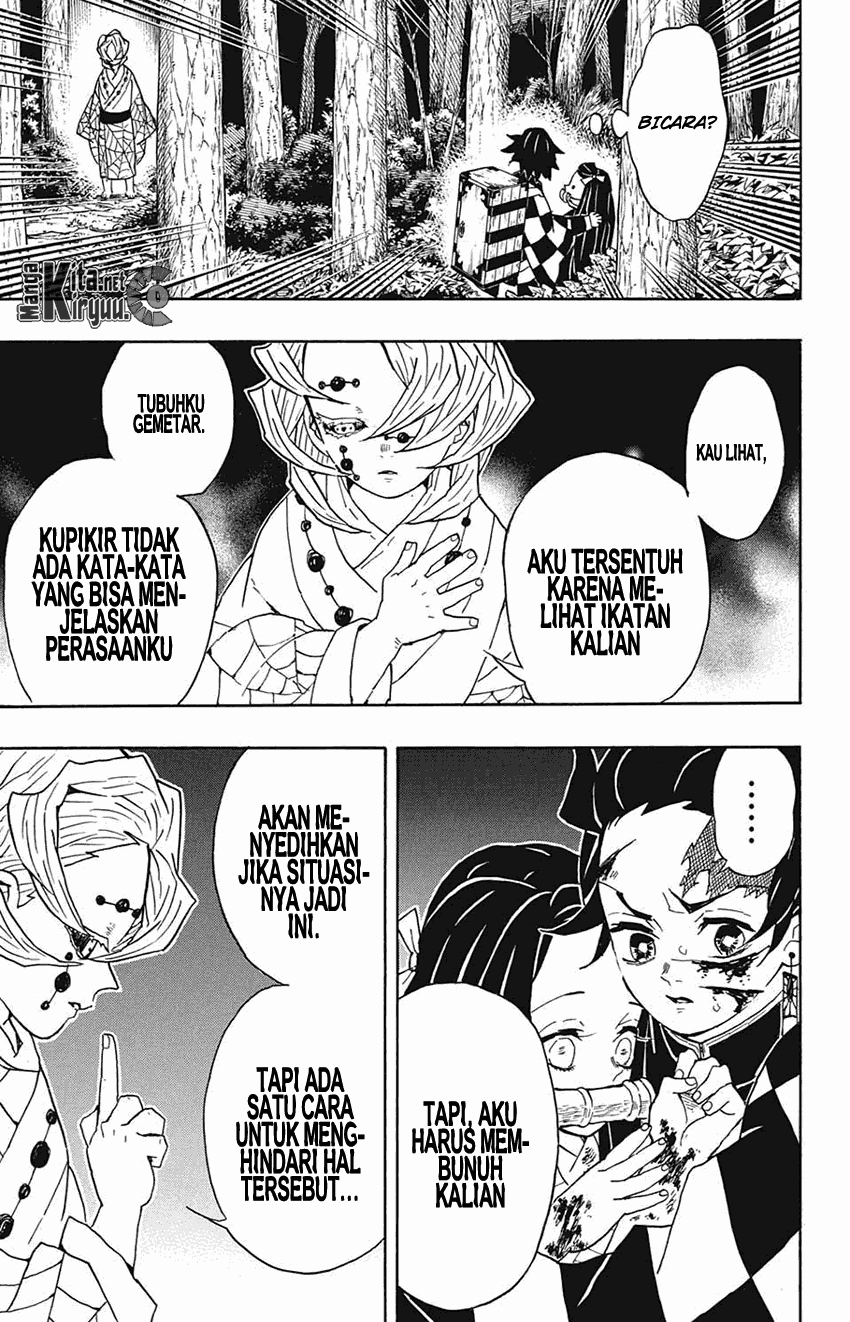 BICARA?
Manga
Kita.net
Kiryuu.
KAU LIHAT,
AKU TERSENTUH
KARENA ME-
LIHAT IKATAN
KALIAN
TUBUHKU
GEMETAR.
KUPIKIR TIDAK
ADA KATA-KATA
YANG BISA MEN-
JELASKAN
PERASAANKU
......
TAPI, AKU
HARUS MEM-
BUNUH
KALIAN
AKAN ME-
NYEDIHKAN
JIKA SITUASI-
NYA JADI
INI.
TAPI ADA
SATU CARA
UNTUK MENG-
HINDARI HAL
TERSEBUT...